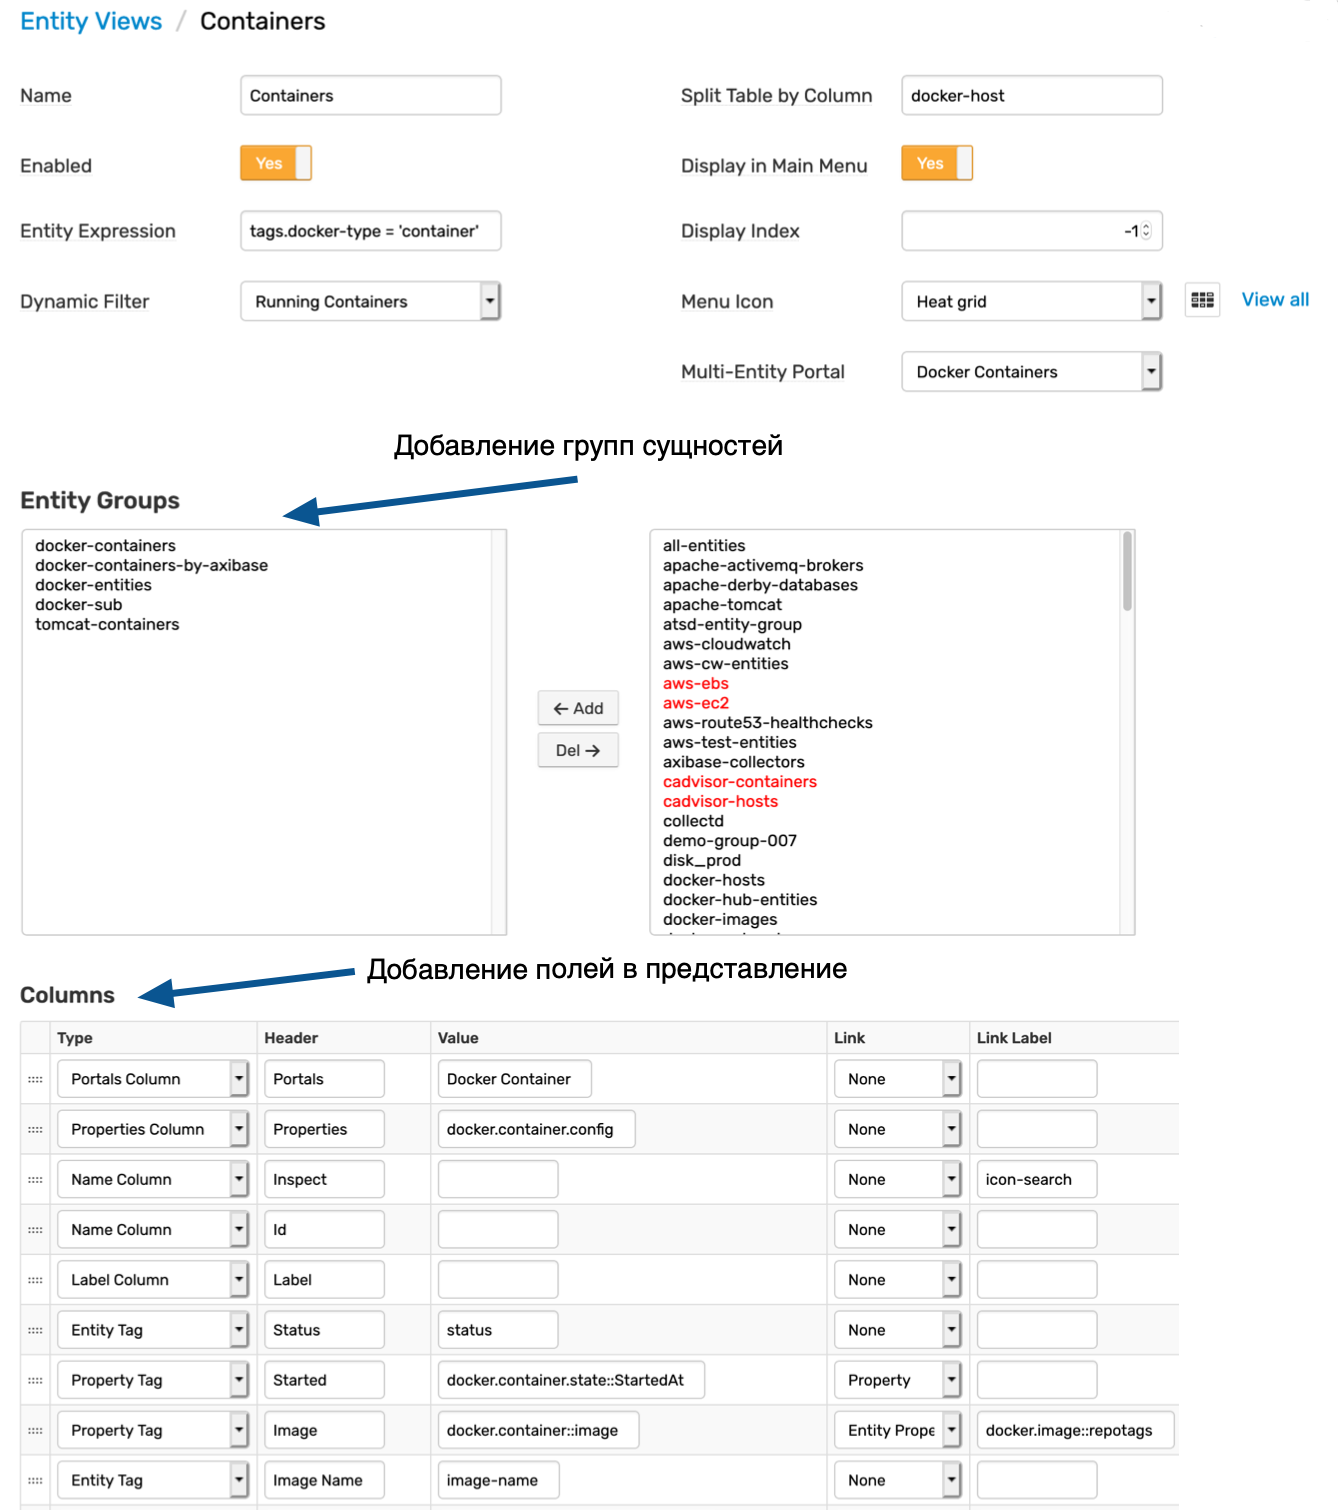 Entity Views / Containers
Name Containers Split Table by Column docker-host
Enabled Yes Display in Main Menu Yes
Entity Expression tags.docker-type = 'container' Display Index -1
Dynamic Filter Running Containers Menu Icon Heat grid View all
Multi-Entity Portal Docker Containers
Добавление групп сущностей
Entity Groups
docker-containers
docker-containers-by-axibase
docker-entities
docker-sub
tomcat-containers
← Add
Del →
all-entities
apache-activemq-brokers
apache-derby-databases
apache-tomcat
atsd-entity-group
aws-cloudwatch
aws-cw-entities
aws-ebs
aws-ec2
aws-route53-healthchecks
aws-test-entities
axibase-collectors
cadvisor-containers
cadvisor-hosts
collectd
demo-group-007
disk_prod
docker-hosts
docker-hub-entities
docker-images
Добавление полей в представление
Columns
Type Header Value Link Link Label
Portals Column Portals Docker Container None
Properties Column Properties docker.container.config None
Name Column Inspect None icon-search
Name Column Id None
Label Column Label None
Entity Tag Status status None
Property Tag Started docker.container.state::StartedAt Property
Property Tag Image docker.container::image Entity Prope docker.image::repotags
Entity Tag Image Name image-name None